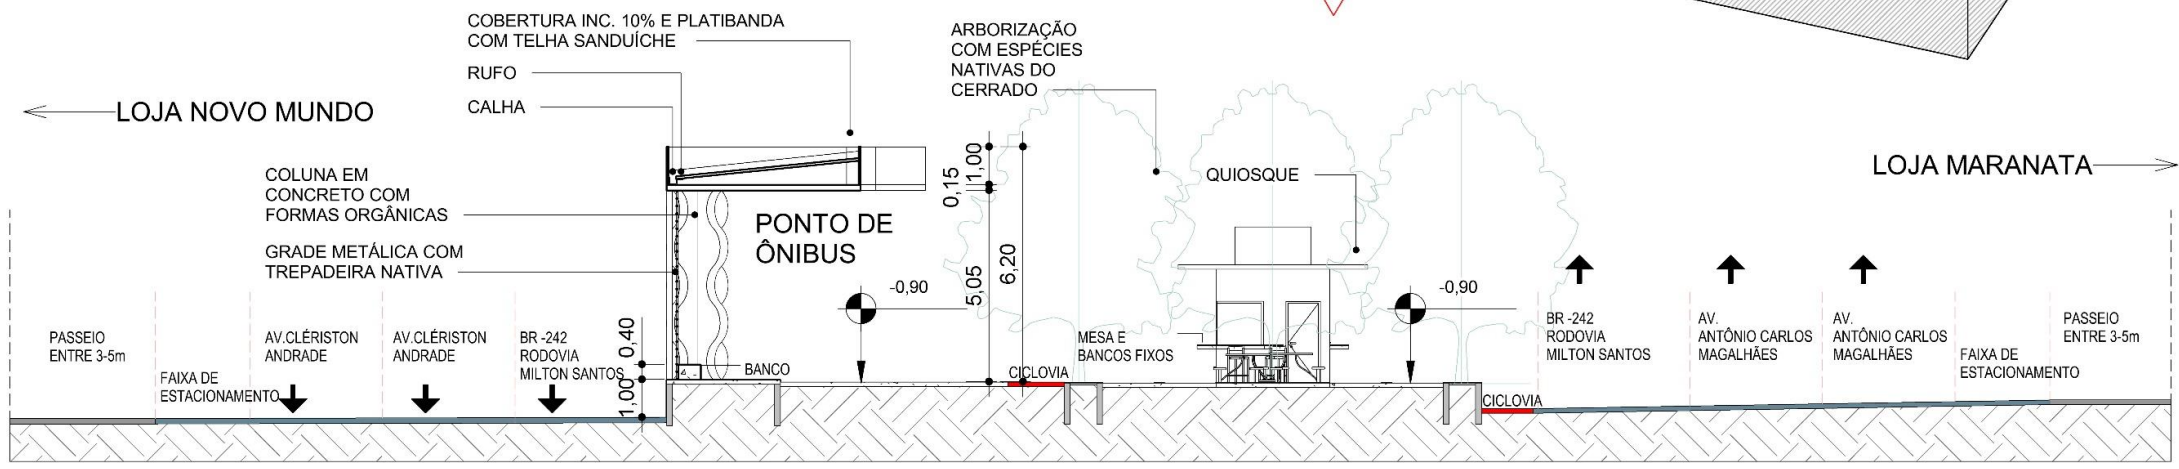 COBERTURA INC. 10% E PLATIBANDA
COM TELHA SANDUÍCHE
RUFO
CALHA
ARBORIZAÇÃO
COM ESPÉCIES
NATIVAS DO
CERRADO
LOJA NOVO MUNDO
LOJA MARANATA
COLUNA EM
CONCRETO COM
FORMAS ORGÂNICAS
GRADE METÁLICA COM
TREPADEIRA NATIVA
PONTO DE
ÔNIBUS
1,00
0,15
5,05
6,20
QUIOSQUE
-0,90
-0,90
PASSEIO
ENTRE 3-5m
FAIXA DE
ESTACIONAMENTO
AV.CLÉRISTON
ANDRADE
AV.CLÉRISTON
ANDRADE
BR -242
RODOVIA
MILTON SANTOS
0,40
1,00
BANCO
CICLOVIA
MESA E
BANCOS FIXOS
CICLOVIA
BR -242
RODOVIA
MILTON SANTOS
AV.
ANTÔNIO CARLOS
MAGALHÃES
AV.
ANTÔNIO CARLOS
MAGALHÃES
FAIXA DE
ESTACIONAMENTO
PASSEIO
ENTRE 3-5m